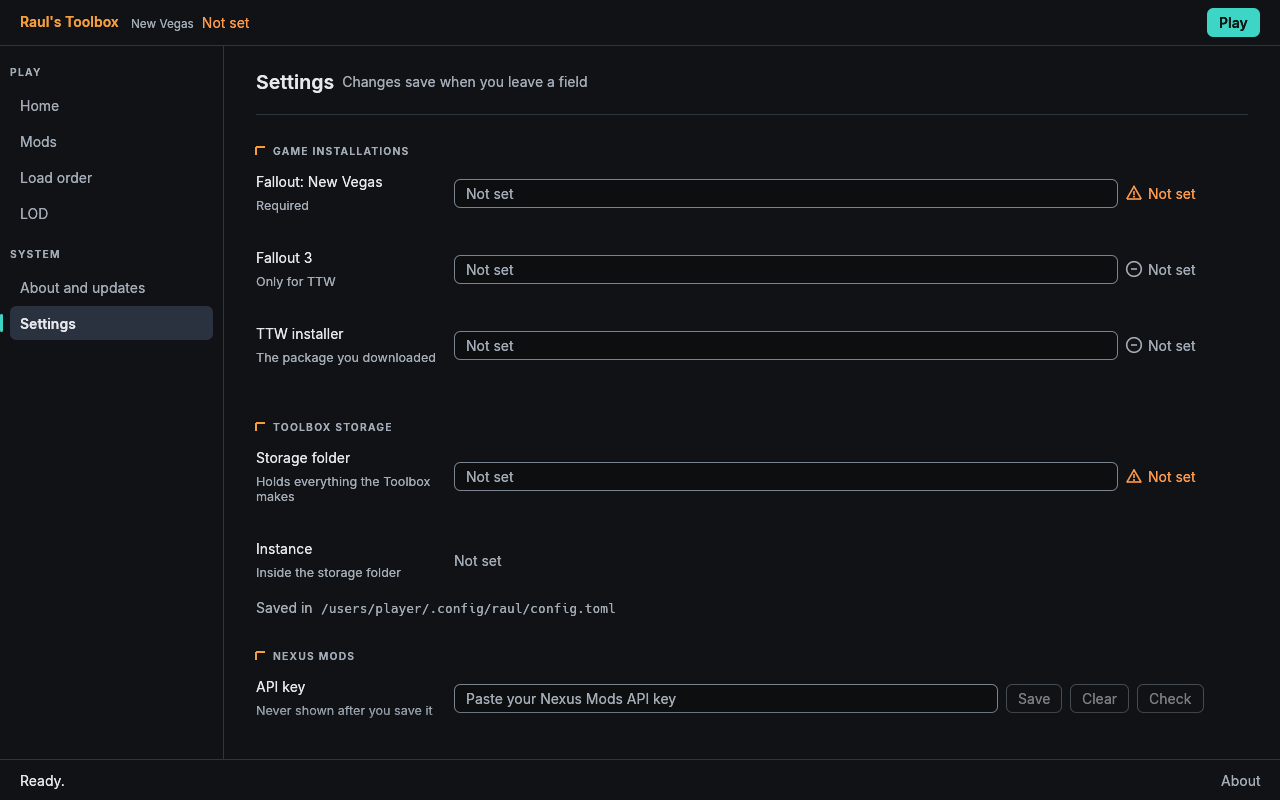 Raul's Toolbox New Vegas Not set Play
PLAY
Home
Mods
Load order
LOD
SYSTEM
About and updates
Settings
Settings Changes save when you leave a field
GAME INSTALLATIONS
Fallout: New Vegas
Required
Not set
Not set
Fallout 3
Only for TTW
Not set
Not set
TTW installer
The package you downloaded
Not set
Not set
TOOLBOX STORAGE
Storage folder
Holds everything the Toolbox
makes
Not set
Not set
Instance
Inside the storage folder
Not set
Saved in /users/player/.config/raul/config.toml
NEXUS MODS
API key
Never shown after you save it
Paste your Nexus Mods API key
Save Clear Check
Ready. About